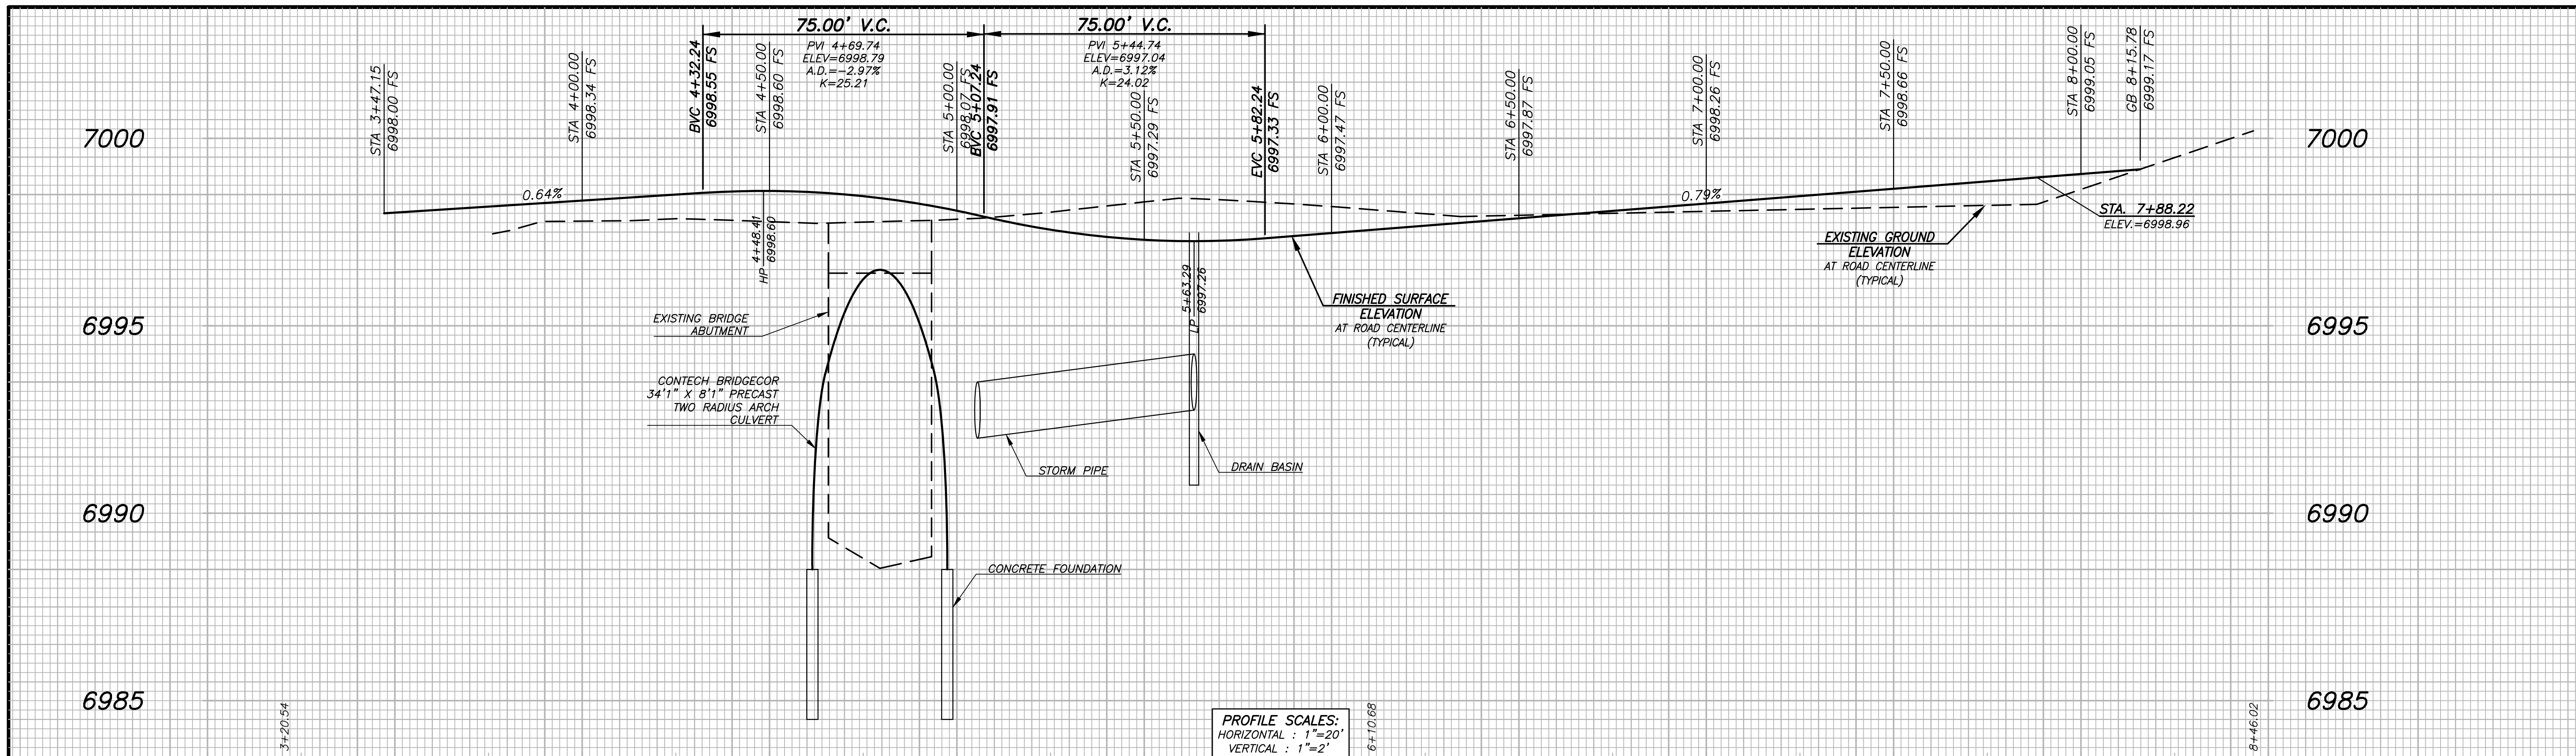 75.00' V.C.
75.00' V.C.
PVI 4+69.74
ELEV=6998.79
A.D.=-2.97%
K=25.21
PVI 5+44.74
ELEV=6997.04
A.D.=3.12%
K=24.02
STA 3+47.15
6998.00 FS
STA 4+00.00
6998.34 FS
BVC 4+32.24
6998.55 FS
STA 4+50.00
6998.60 FS
STA 5+00.00
6998.07 FS
BVC 5+07.24
6997.91 FS
STA 5+50.00
6997.29 FS
EVC 5+82.24
6997.33 FS
STA 6+00.00
6997.47 FS
STA 6+50.00
6997.87 FS
STA 7+00.00
6998.26 FS
STA 7+50.00
6998.66 FS
STA 8+00.00
6999.05 FS
GB 8+15.78
6999.17 FS
7000
7000
0.64%
0.79%
HP 4+48.41
6998.60
LP 5+63.29
6997.26
STA. 7+88.22
ELEV.=6998.96
EXISTING GROUND
ELEVATION
AT ROAD CENTERLINE
(TYPICAL)
FINISHED SURFACE
ELEVATION
AT ROAD CENTERLINE
(TYPICAL)
EXISTING BRIDGE
ABUTMENT
6995
6995
CONTECH BRIDGECOR
34'1" X 8'1" PRECAST
TWO RADIUS ARCH
CULVERT
STORM PIPE
DRAIN BASIN
6990
6990
CONCRETE FOUNDATION
6985
6985
3+20.54
6+10.68
8+46.02
PROFILE SCALES:
HORIZONTAL : 1"=20'
VERTICAL : 1"=2'